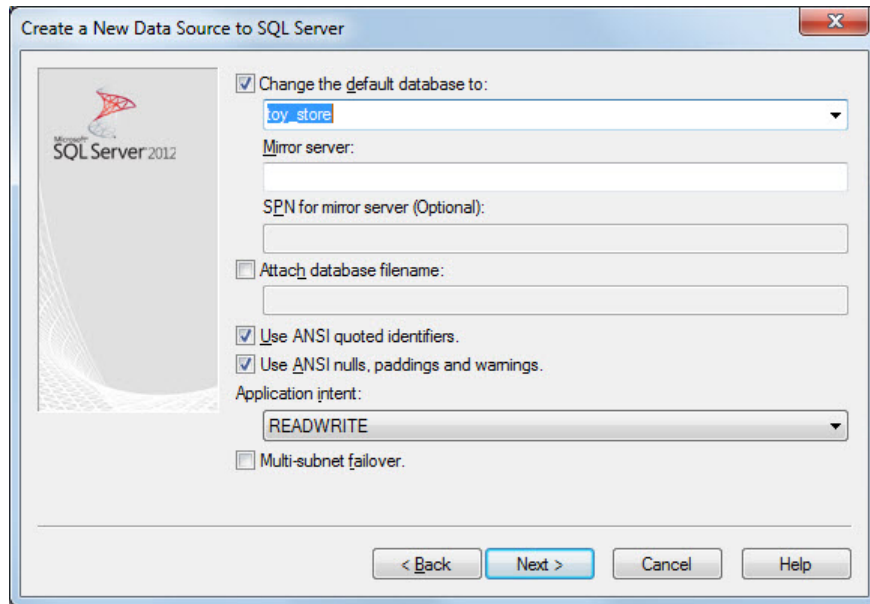 Create a New Data Source to SQL Server
Microsoft
SQL Server 2012
Change the default database to:
toy_store
Mirror server:
SPN for mirror server (Optional):
Attach database filename:
Use ANSI quoted identifiers.
Use ANSI nulls, paddings and warnings.
Application intent:
READWRITE
Multi-subnet failover.
< Back
Next >
Cancel
Help